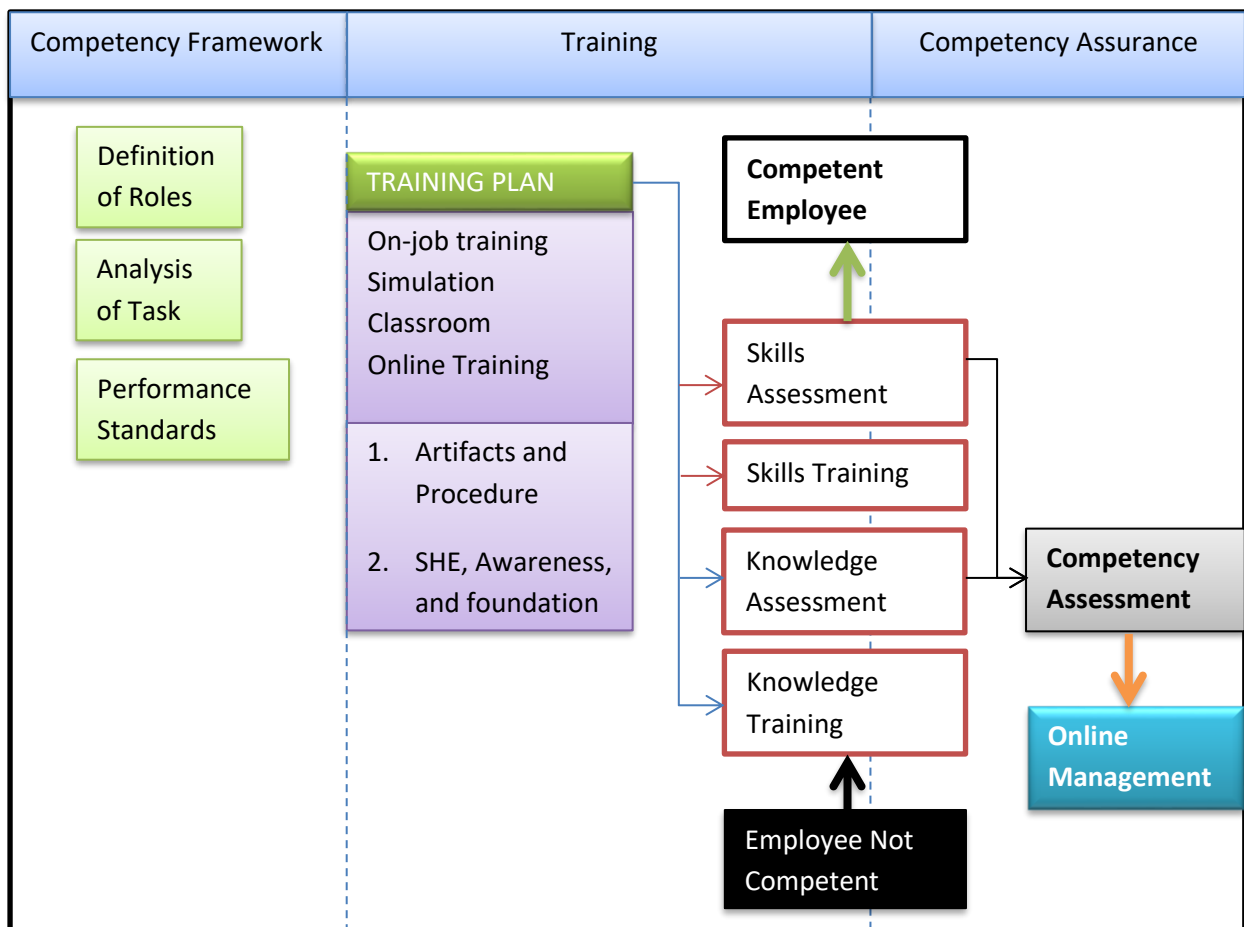 Competency Framework
Training
Competency Assurance
Definition
of Roles
Analysis
of Task
Performance
Standards
TRAINING PLAN
On-job training
Simulation
Classroom
Online Training
1. Artifacts and
Procedure
2. SHE, Awareness,
and foundation
Competent
Employee
Skills
Assessment
Skills Training
Knowledge
Assessment
Knowledge
Training
Employee Not
Competent
Competency
Assessment
Online
Management